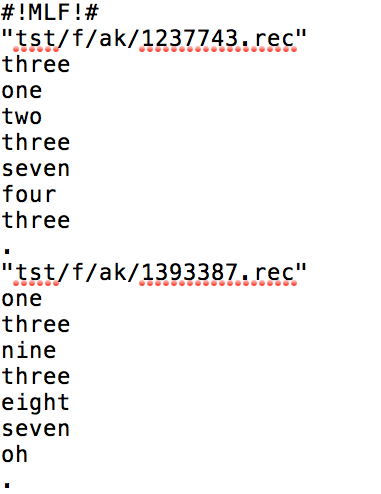 #!MLF!#
"tst/f/ak/1237743.rec"
three
one
two
three
seven
four
three
.
"tst/f/ak/1393387.rec"
one
three
nine
three
eight
seven
oh
.